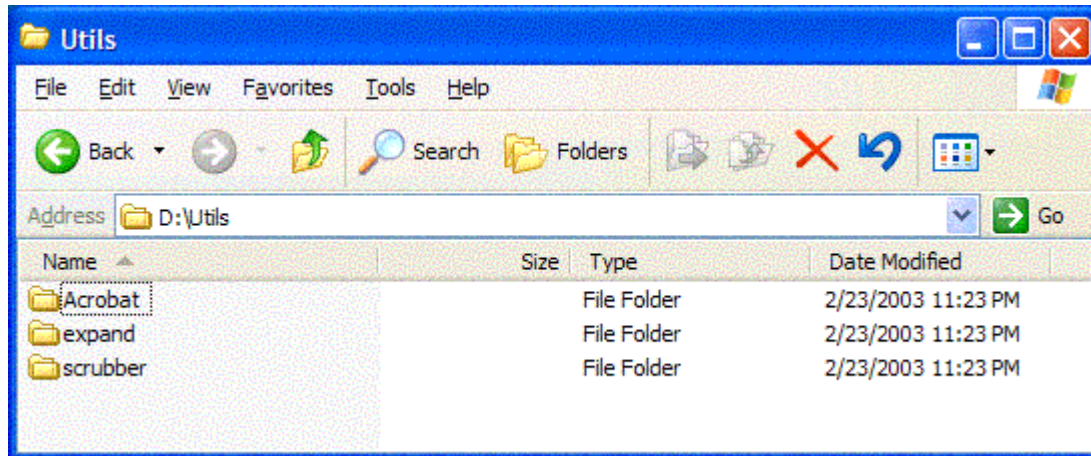 Utils
File Edit View Favorites Tools Help
Back Search Folders
Address D:\Utils Go
Name Size Type Date Modified
Acrobat File Folder 2/23/2003 11:23 PM
expand File Folder 2/23/2003 11:23 PM
scrubber File Folder 2/23/2003 11:23 PM